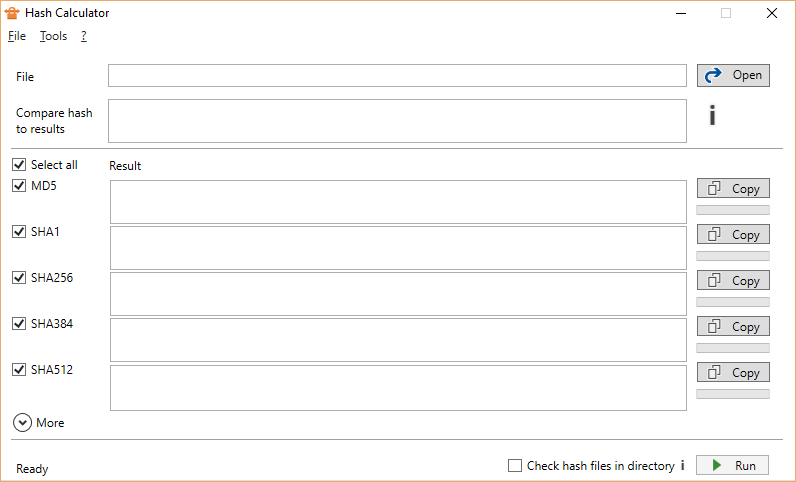 Hash Calculator
File Tools ?
File
Open
Compare hash
to results
i
Select all
Result
MD5
Copy
SHA1
Copy
SHA256
Copy
SHA384
Copy
SHA512
Copy
More
Ready
Check hash files in directory i
Run